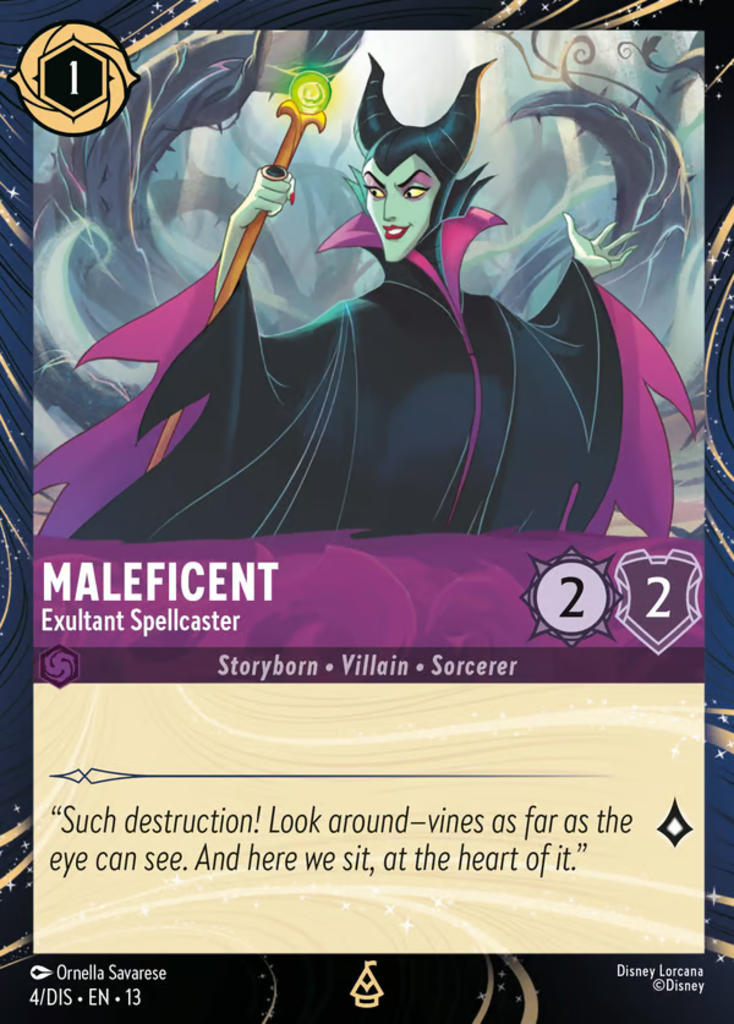 1
MALEFICENT
Exultant Spellcaster
2
2
Storyborn • Villain • Sorcerer
“Such destruction! Look around–vines as far as the
eye can see. And here we sit, at the heart of it.”
Ornella Savarese
4/DIS • EN • 13
Disney Lorcana
©Disney